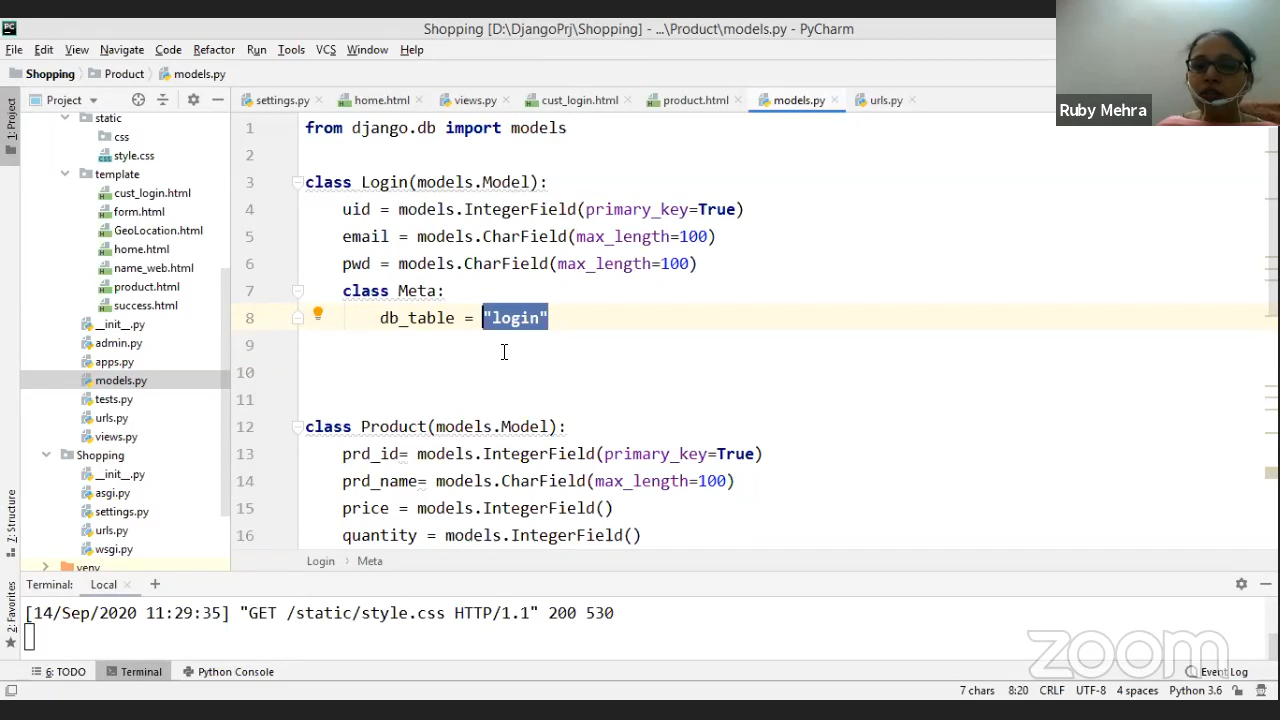 Shopping [D:\DjangoPrj\Shopping] - ...\Product\models.py - PyCharm
File Edit View Navigate Code Refactor Run Tools VCS Window Help
Shopping Product models.py
Ruby Mehra
1: Project
Project
settings.py home.html views.py cust_login.html product.html models.py urls.py
static
css
style.css
template
cust_login.html
form.html
GeoLocation.html
home.html
name_web.html
product.html
success.html
__init__.py
admin.py
apps.py
models.py
tests.py
urls.py
views.py
Shopping
__init__.py
asgi.py
settings.py
urls.py
wsgi.py
venv
1 from django.db import models
2
3 class Login(models.Model):
4 uid = models.IntegerField(primary_key=True)
5 email = models.CharField(max_length=100)
6 pwd = models.CharField(max_length=100)
7 class Meta:
8 db_table = "login"
9
10
11
12 class Product(models.Model):
13 prd_id= models.IntegerField(primary_key=True)
14 prd_name= models.CharField(max_length=100)
15 price = models.IntegerField()
16 quantity = models.IntegerField()
Login Meta
Z: Structure
2: Favorites
Terminal: Local
[14/Sep/2020 11:29:35] "GET /static/style.css HTTP/1.1" 200 530
zoom
6: TODO Terminal Python Console Event Log
7 chars 8:20 CRLF UTF-8 4 spaces Python 3.6